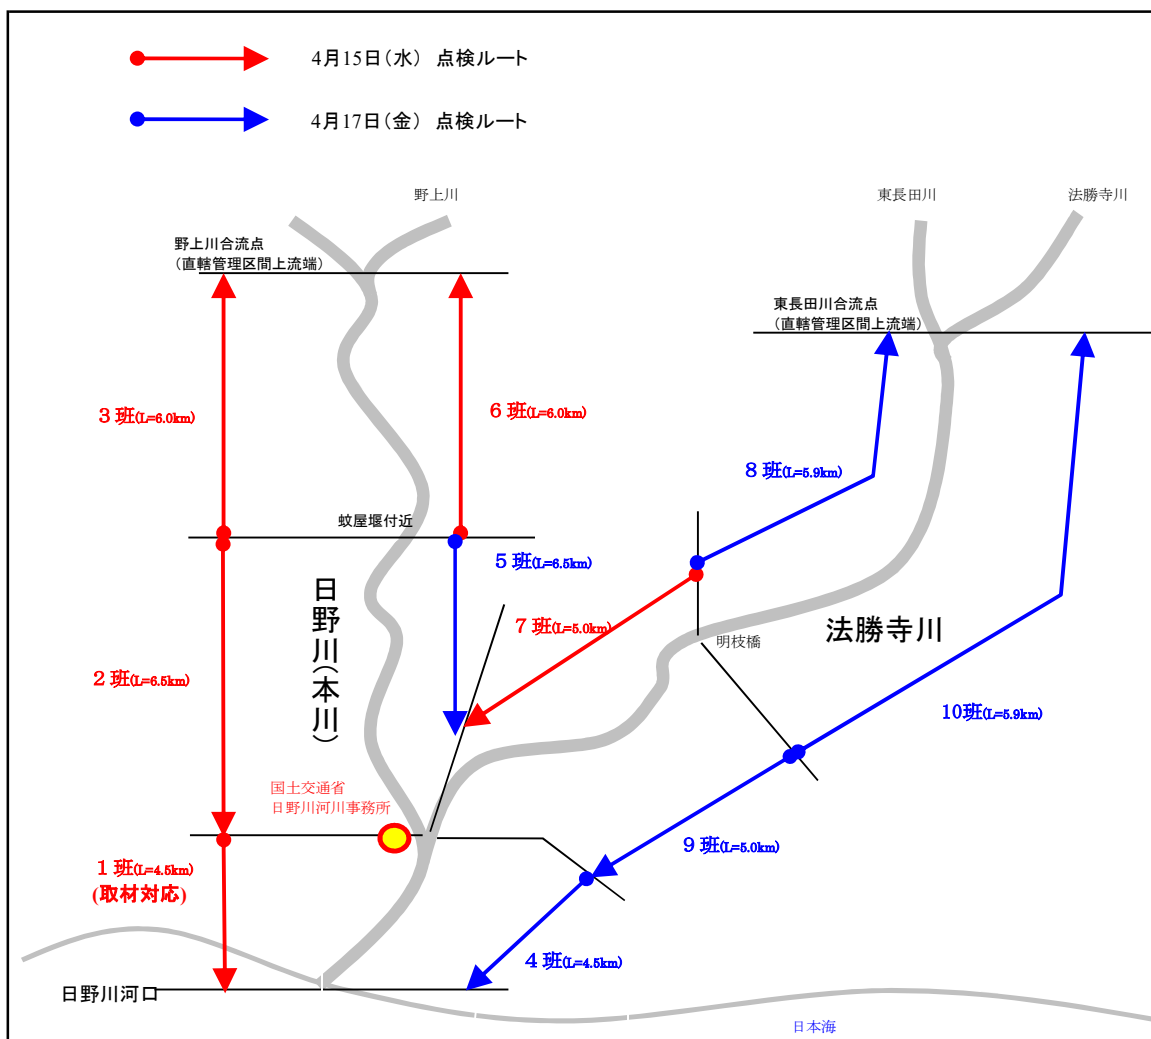 4月15日(水) 点検ルート
4月17日(金) 点検ルート
野上川
東長田川
法勝寺川
野上川合流点
(直轄管理区間上流端)
東長田川合流点
(直轄管理区間上流端)
3 班(L=6.0km)
6 班(L=6.0km)
8 班(L=5.9km)
蚊屋堰付近
5 班(L=6.5km)
日野川(本川)
7 班(L=5.0km)
明枝橋
法勝寺川
2 班(L=6.5km)
10班(L=5.9km)
国土交通省
日野川河川事務所
9 班(L=5.0km)
1 班(L=4.5km)
(取材対応)
4 班(L=4.5km)
日野川河口
日本海